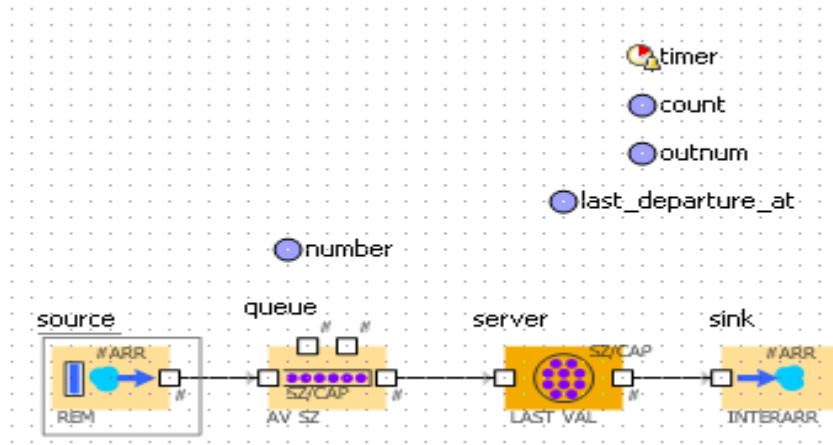 timer
count
outnum
last_departure_at
number
source
queue
server
sink
#ARR
REM
#
# #
SZ/CAP
AV SZ
#
SZ/CAP
LAST VAL
#
#ARR
INTERARR